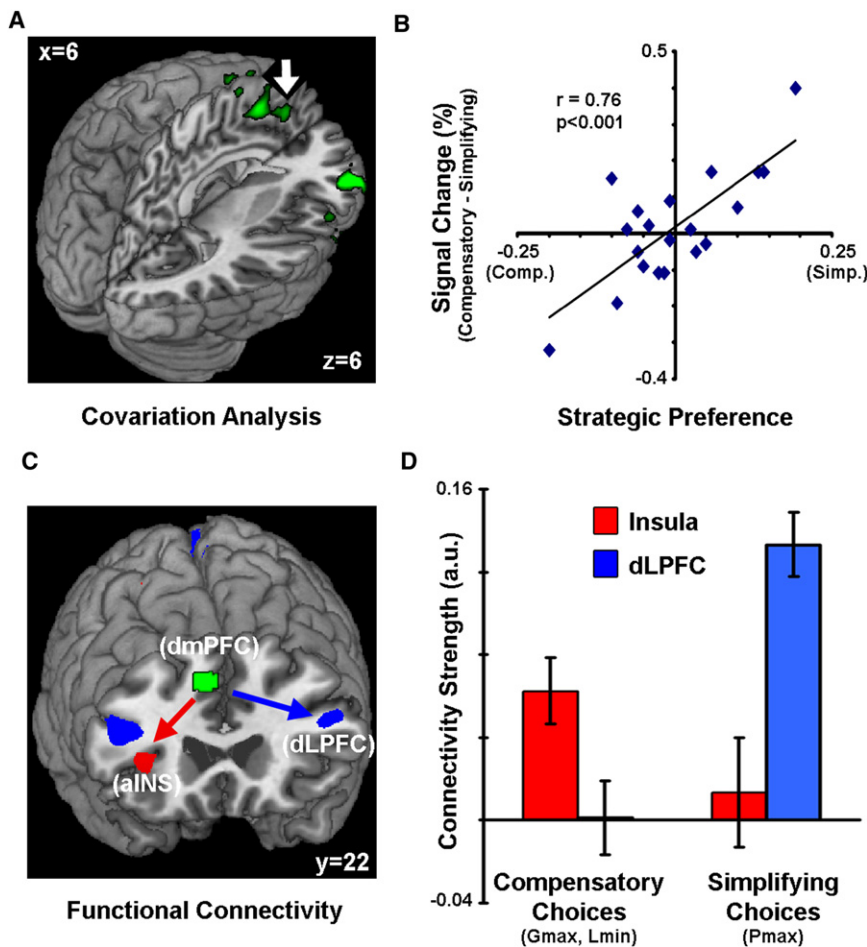 A
x=6
z=6
Covariation Analysis
B
0.5
r = 0.76
p<0.001
Signal Change (%)
(Compensatory - Simplifying)
-0.25
(Comp.)
0.25
(Simp.)
-0.4
Strategic Preference
C
(dmPFC)
(dLPFC)
(aINS)
y=22
Functional Connectivity
D
0.16
Insula
dLPFC
Connectivity Strength (a.u.)
-0.04
Compensatory
Choices
(Gmax, Lmin)
Simplifying
Choices
(Pmax)